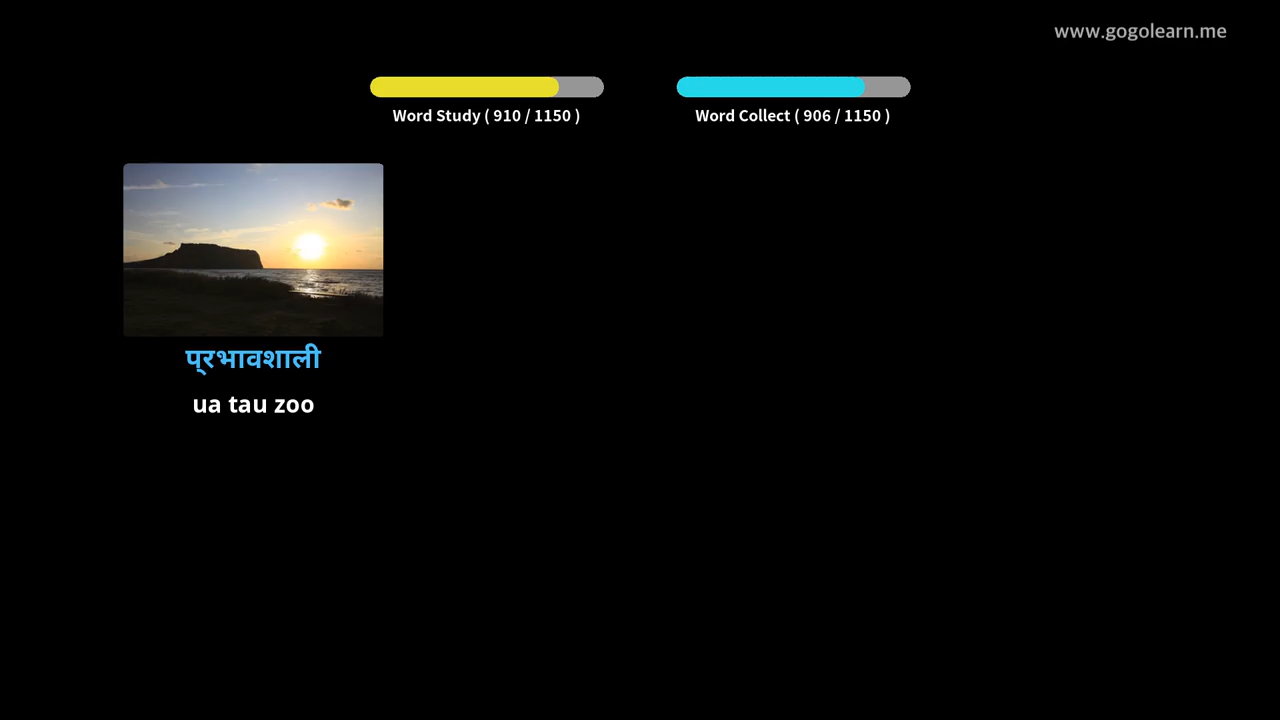 www.gogolearn.me
Word Study ( 910 / 1150 )
Word Collect ( 906 / 1150 )
प्रभावशाली
ua tau zoo